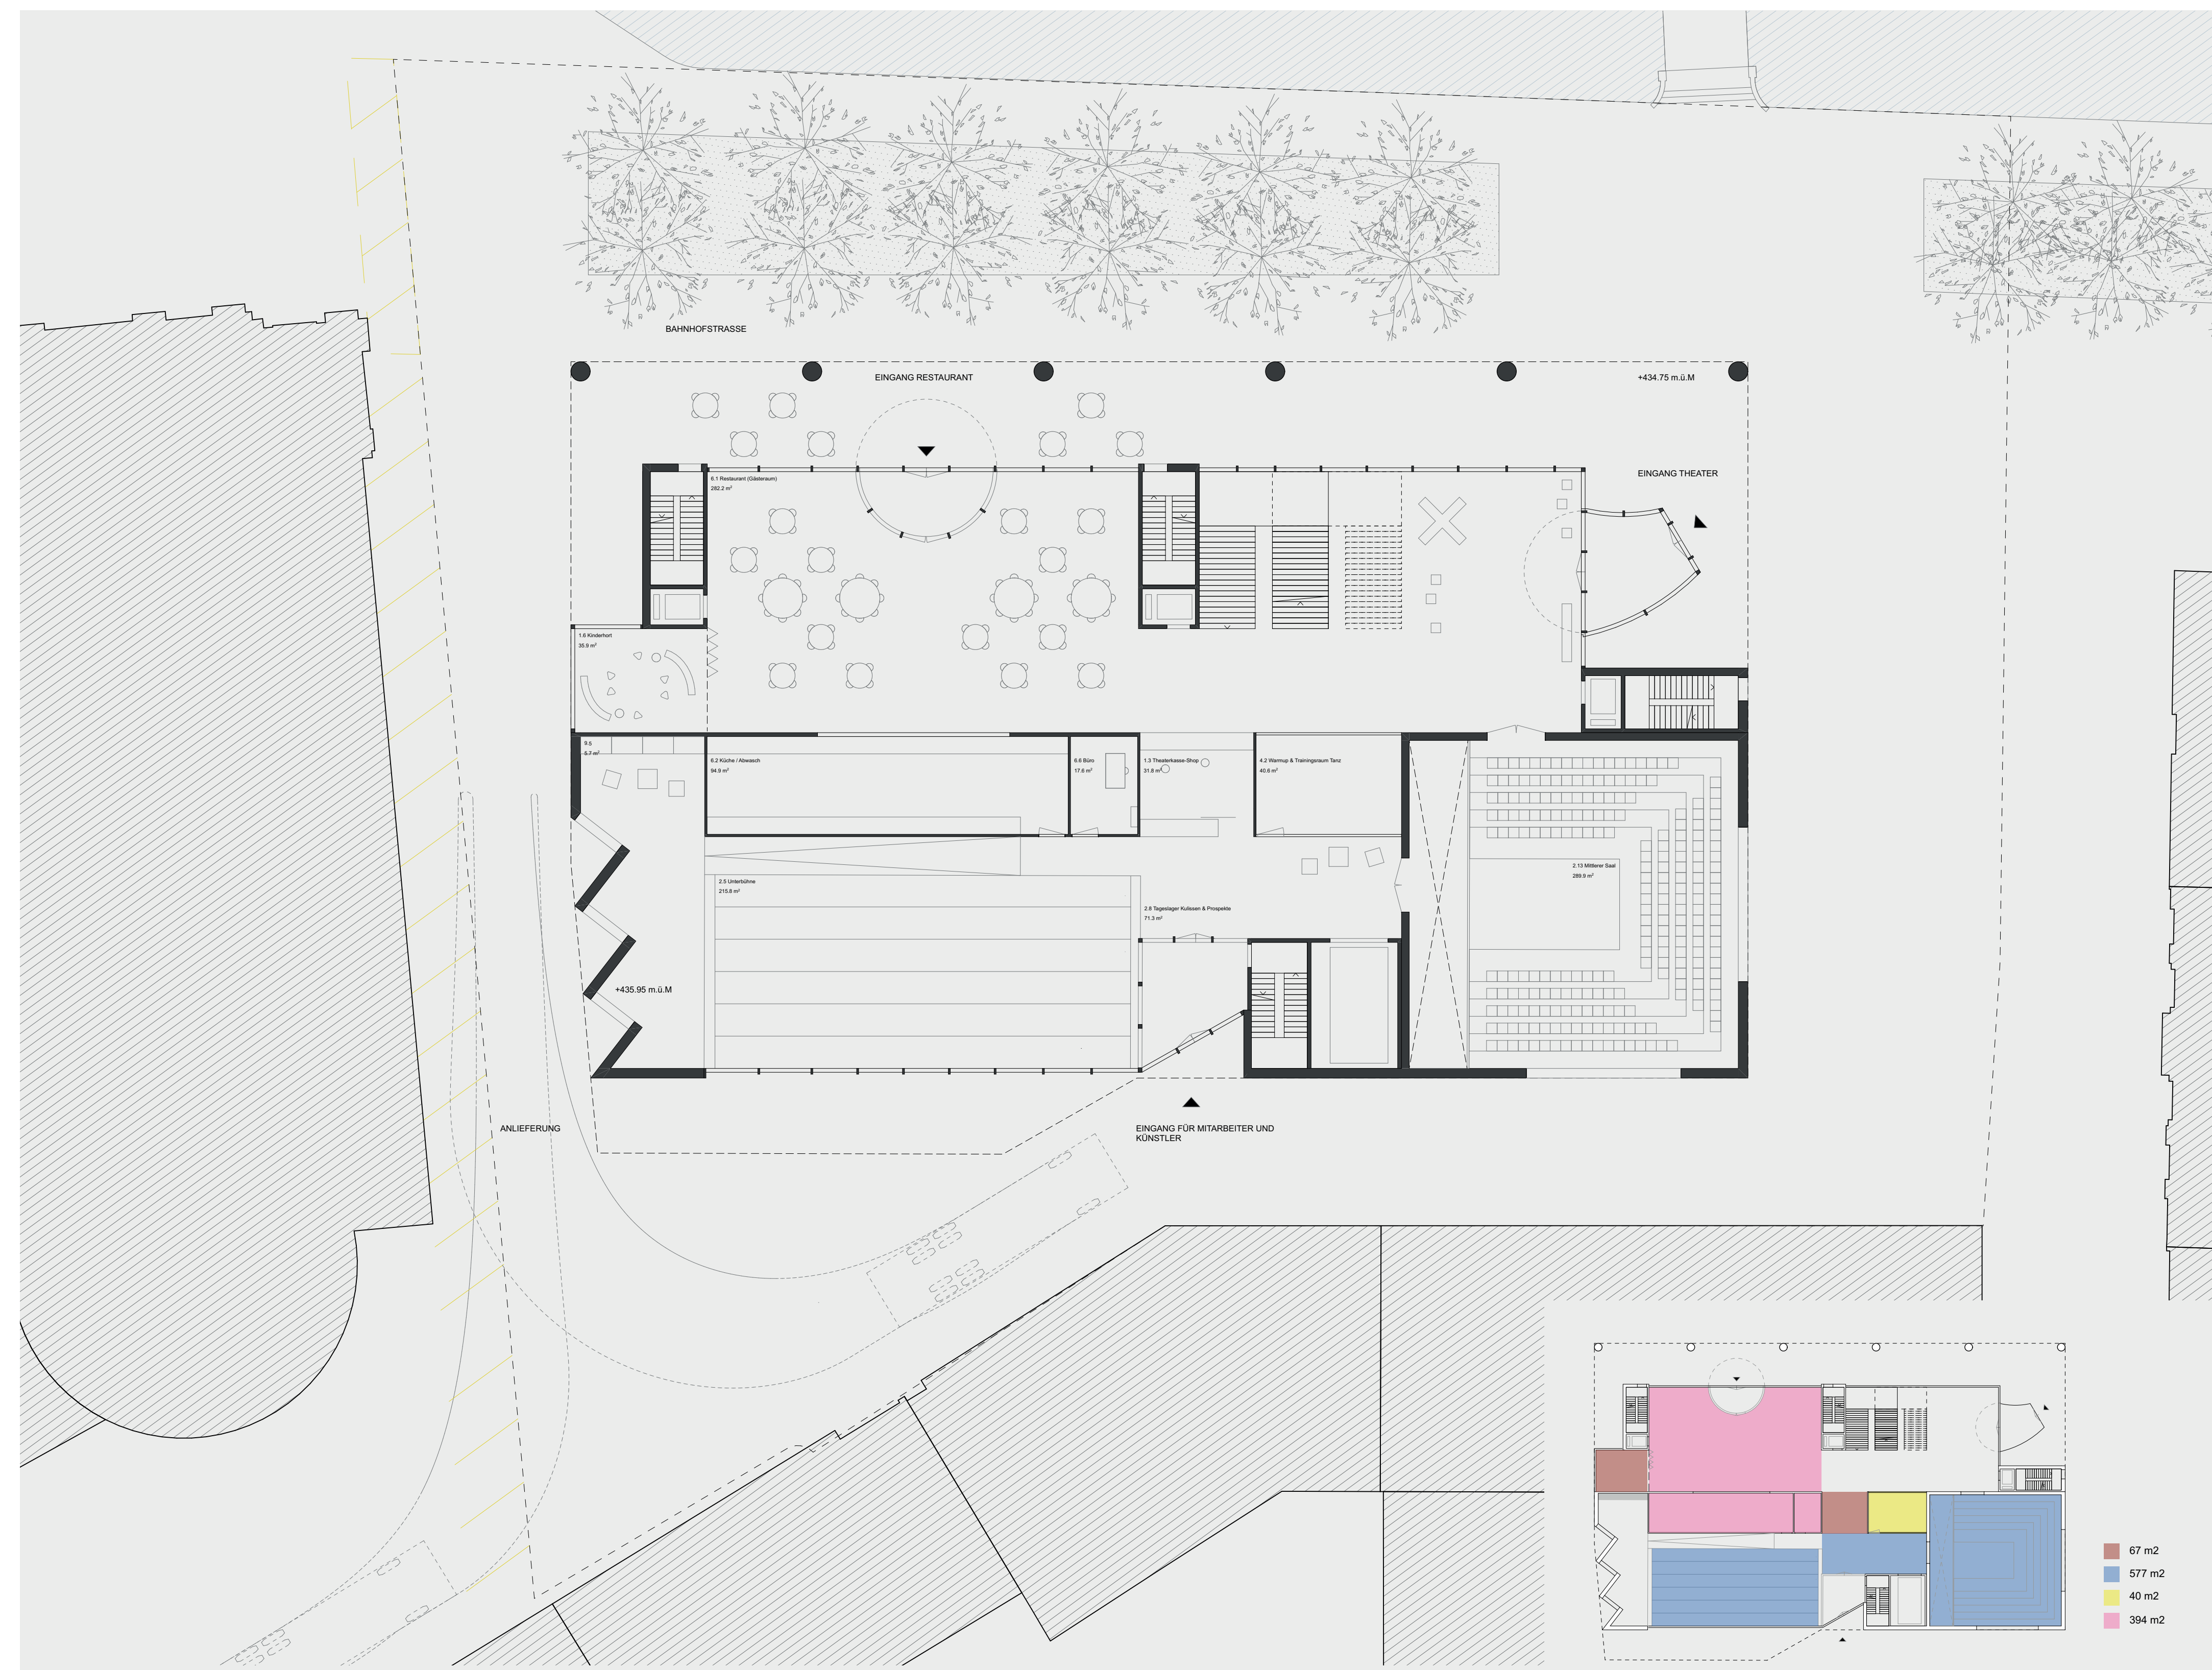 BAHNHOFSTRASSE
EINGANG RESTAURANT
+434.75 m.ü.M
6.1 Restaurant (Gästeraum)
282.2 m²
EINGANG THEATER
1.6 Kinderhort
35.9 m²
9.5
5.7 m²
6.2 Küche / Abwasch
94.9 m²
6.6 Büro
17.6 m²
1.3 Theaterkasse-Shop
31.8 m²
4.2 Warmup & Trainingsraum Tanz
40.6 m²
2.13 Mittlerer Saal
289.9 m²
2.5 Unterbühne
215.8 m²
2.8 Tageslager Kulissen & Prospekte
71.3 m²
+435.95 m.ü.M
ANLIEFERUNG
EINGANG FÜR MITARBEITER UND
KÜNSTLER
67 m2
577 m2
40 m2
394 m2